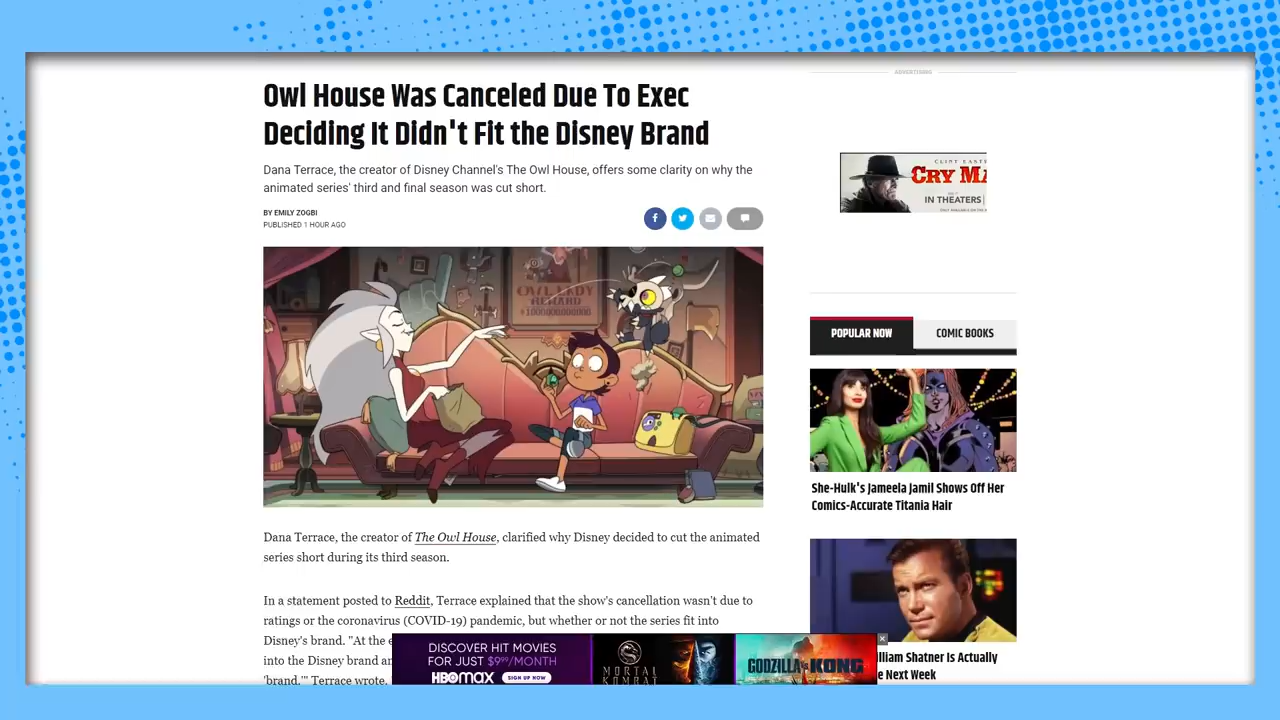 ADVERTISING
Owl House Was Canceled Due To Exec
Deciding It Didn't Fit the Disney Brand
Dana Terrace, the creator of Disney Channel's The Owl House, offers some clarity on why the
animated series' third and final season was cut short.
BY EMILY ZOGBI
PUBLISHED 1 HOUR AGO
CLINT EAST
CRY MA
IN THEATERS
OWL LADY
REWARD
POPULAR NOW
COMIC BOOKS
She-Hulk's Jameela Jamil Shows Off Her
Comics-Accurate Titania Hair
Dana Terrace, the creator of The Owl House, clarified why Disney decided to cut the animated
series short during its third season.
In a statement posted to Reddit, Terrace explained that the show's cancellation wasn't due to
ratings or the coronavirus (COVID-19) pandemic, but whether or not the series fit into
Disney's brand. "At the e
into the Disney brand an
'brand.'" Terrace wrote.
DISCOVER HIT MOVIES
FOR JUST $9.99/MONTH
HBOMAX SIGN UP NOW
MORTAL
KOMBAT
GODZILLA VS KONG
lliam Shatner Is Actually
e Next Week